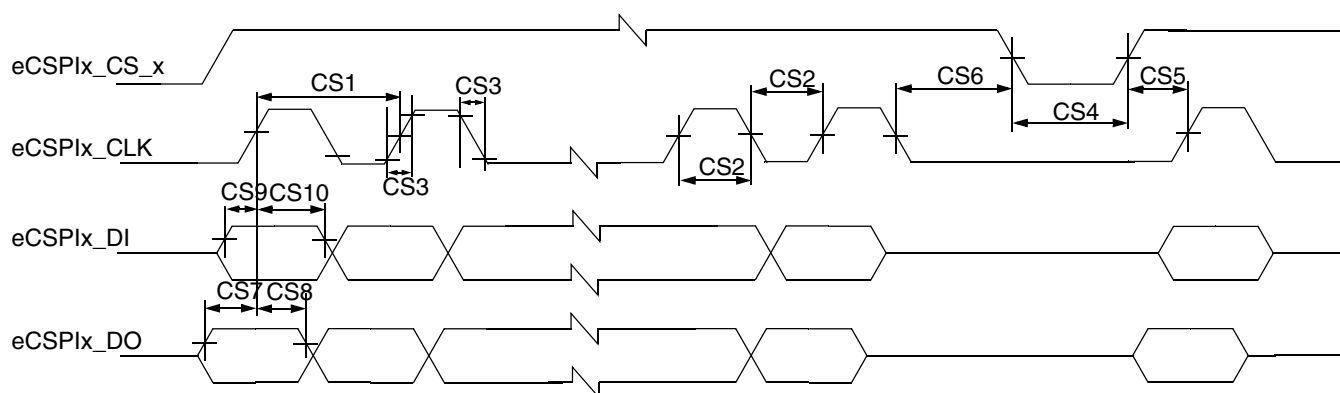 eCSPIx_CS_x
CS1
CS3
CS2
CS6
CS5
CS4
eCSPIx_CLK
CS3
CS2
CS9
CS10
eCSPIx_DI
CS7
CS8
eCSPIx_DO